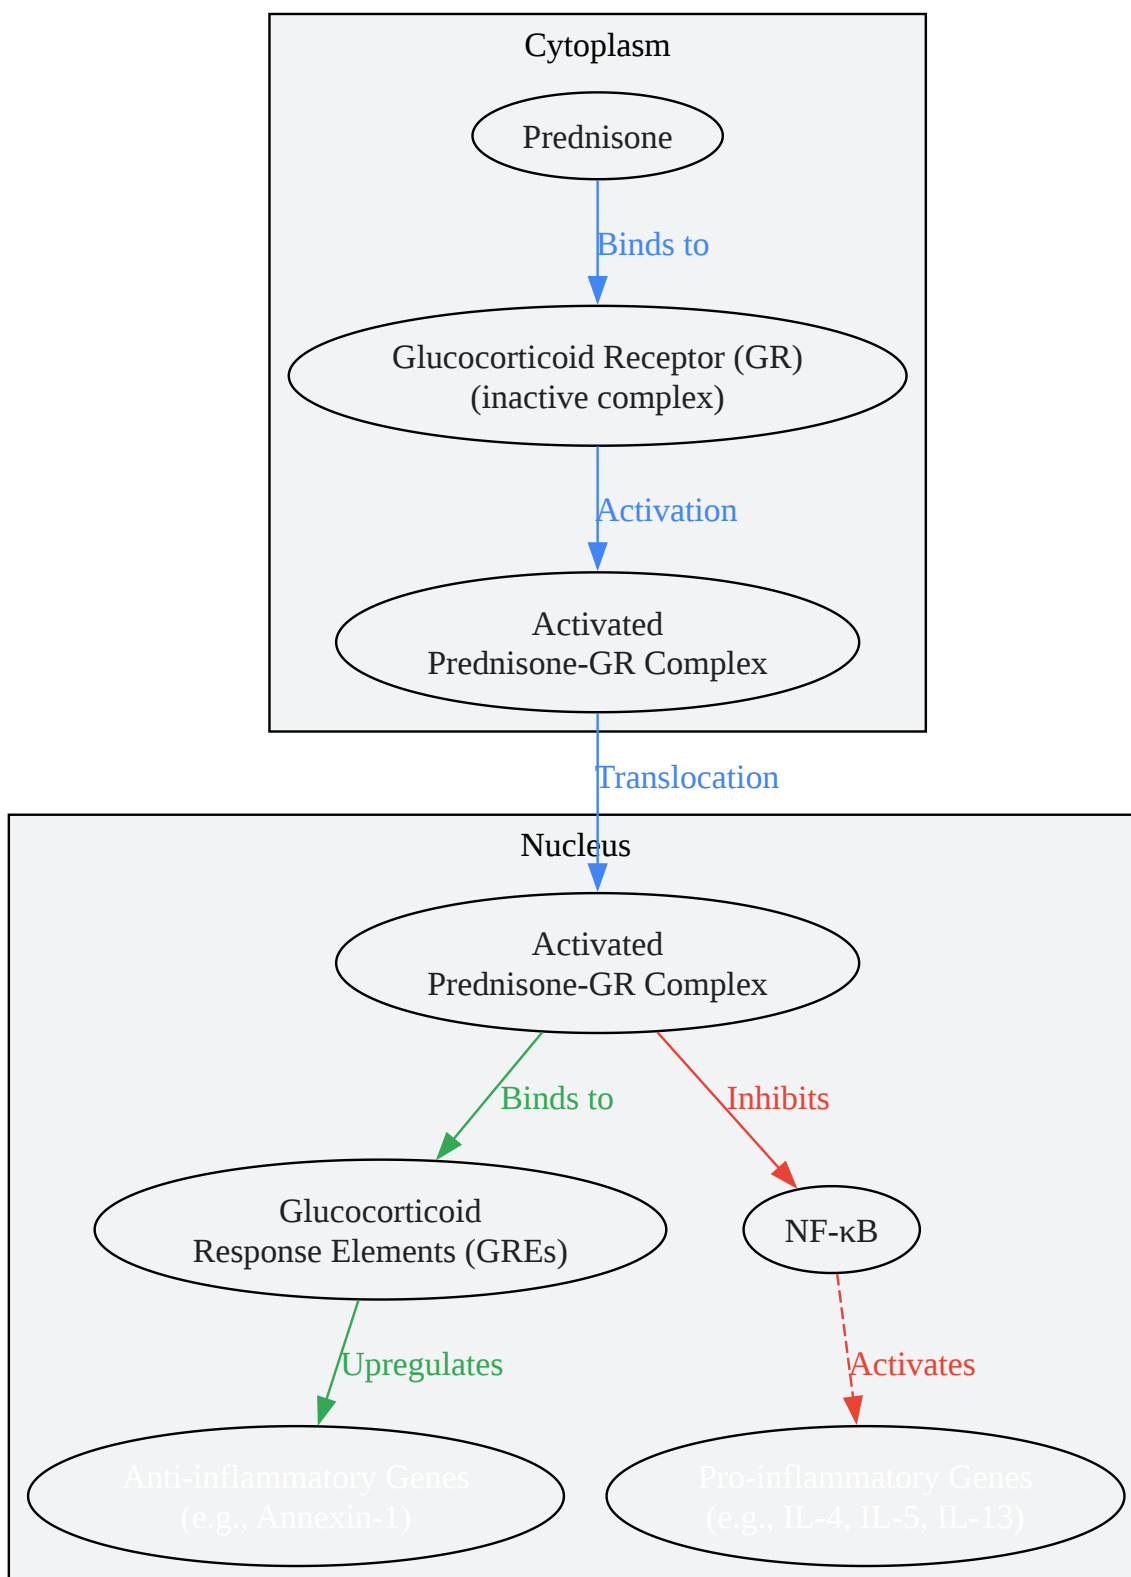 Cytoplasm
Prednisone
Binds to
Glucocorticoid Receptor (GR)
(inactive complex)
Activation
Activated
Prednisone-GR Complex
Translocation
Nucleus
Activated
Prednisone-GR Complex
Binds to
Inhibits
Glucocorticoid
Response Elements (GREs)
NF-κB
Upregulates
Activates
Anti-inflammatory Genes
(e.g., Annexin-1)
Pro-inflammatory Genes
(e.g., IL-4, IL-5, IL-13)